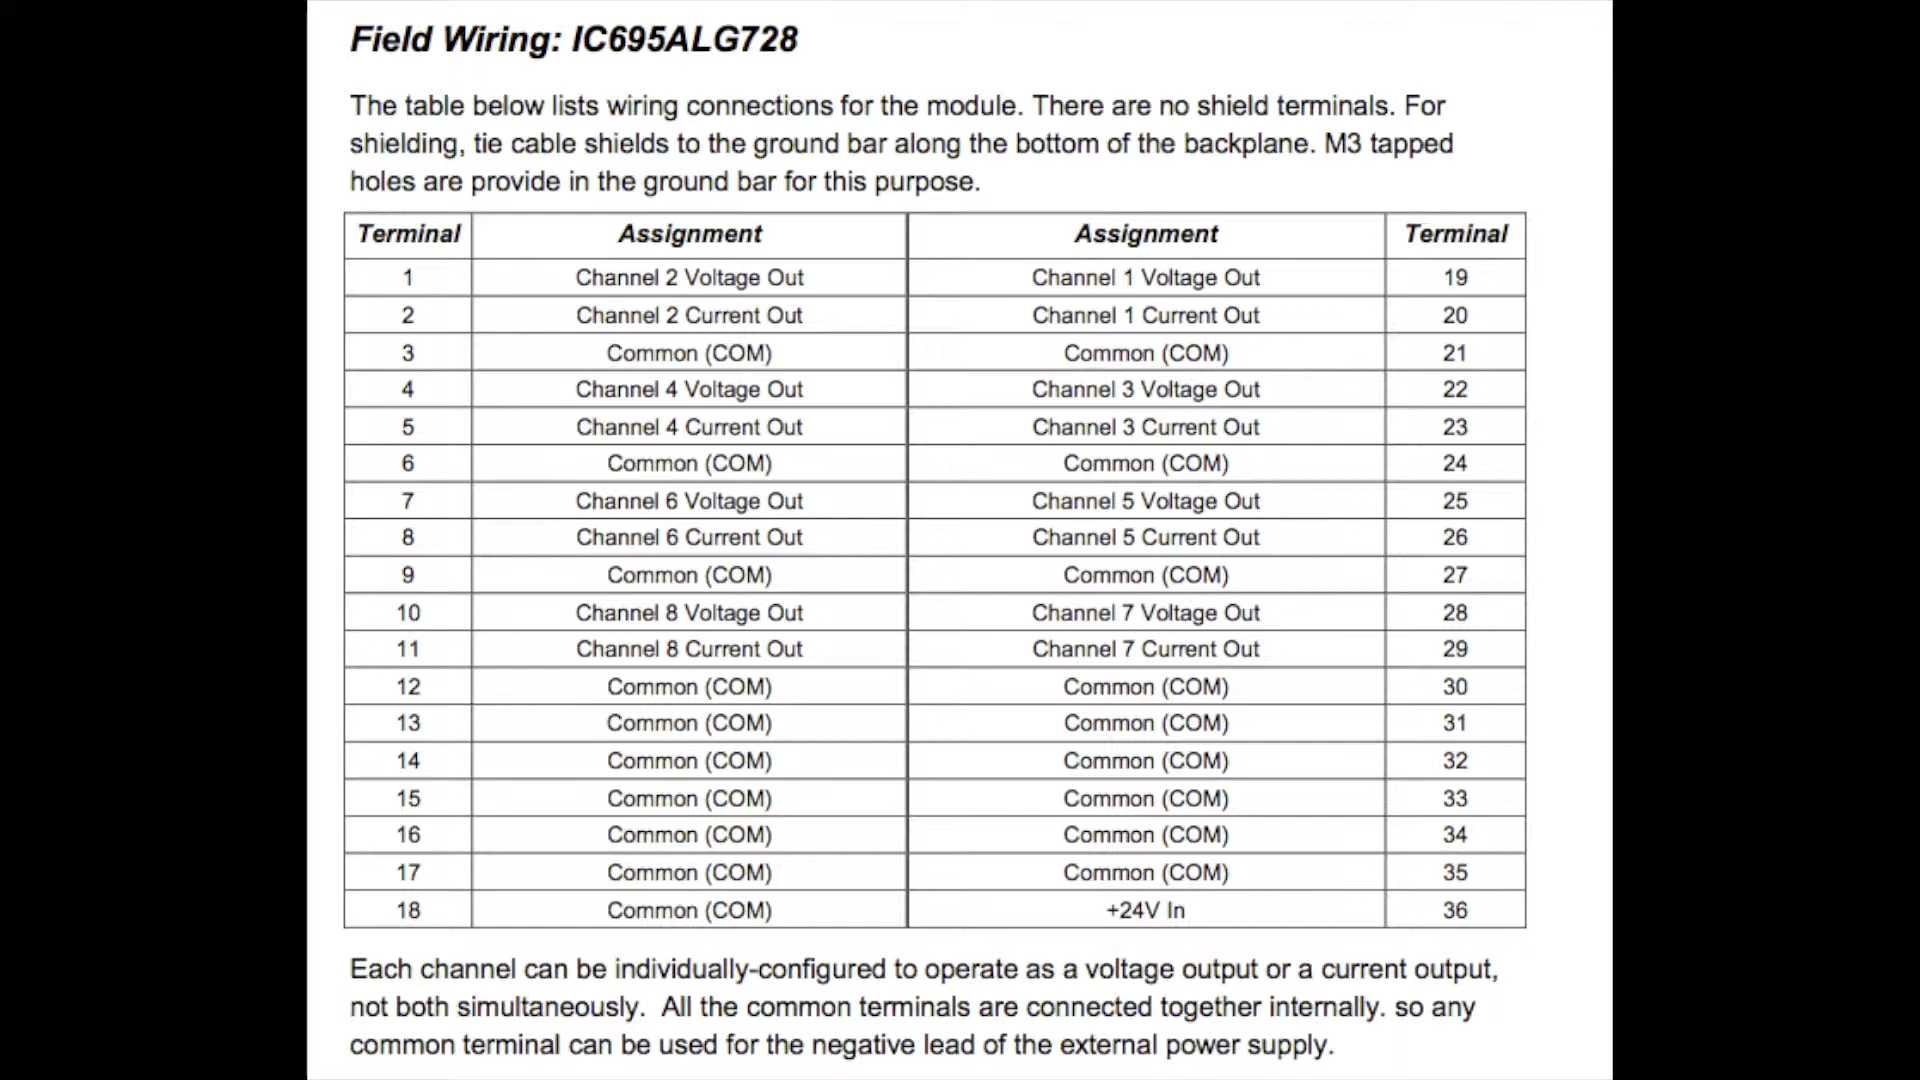 Field Wiring: IC695ALG728
The table below lists wiring connections for the module. There are no shield terminals. For
shielding, tie cable shields to the ground bar along the bottom of the backplane. M3 tapped
holes are provide in the ground bar for this purpose.
Terminal Assignment Assignment Terminal
1 Channel 2 Voltage Out Channel 1 Voltage Out 19
2 Channel 2 Current Out Channel 1 Current Out 20
3 Common (COM) Common (COM) 21
4 Channel 4 Voltage Out Channel 3 Voltage Out 22
5 Channel 4 Current Out Channel 3 Current Out 23
6 Common (COM) Common (COM) 24
7 Channel 6 Voltage Out Channel 5 Voltage Out 25
8 Channel 6 Current Out Channel 5 Current Out 26
9 Common (COM) Common (COM) 27
10 Channel 8 Voltage Out Channel 7 Voltage Out 28
11 Channel 8 Current Out Channel 7 Current Out 29
12 Common (COM) Common (COM) 30
13 Common (COM) Common (COM) 31
14 Common (COM) Common (COM) 32
15 Common (COM) Common (COM) 33
16 Common (COM) Common (COM) 34
17 Common (COM) Common (COM) 35
18 Common (COM) +24V In 36
Each channel can be individually-configured to operate as a voltage output or a current output,
not both simultaneously. All the common terminals are connected together internally. so any
common terminal can be used for the negative lead of the external power supply.